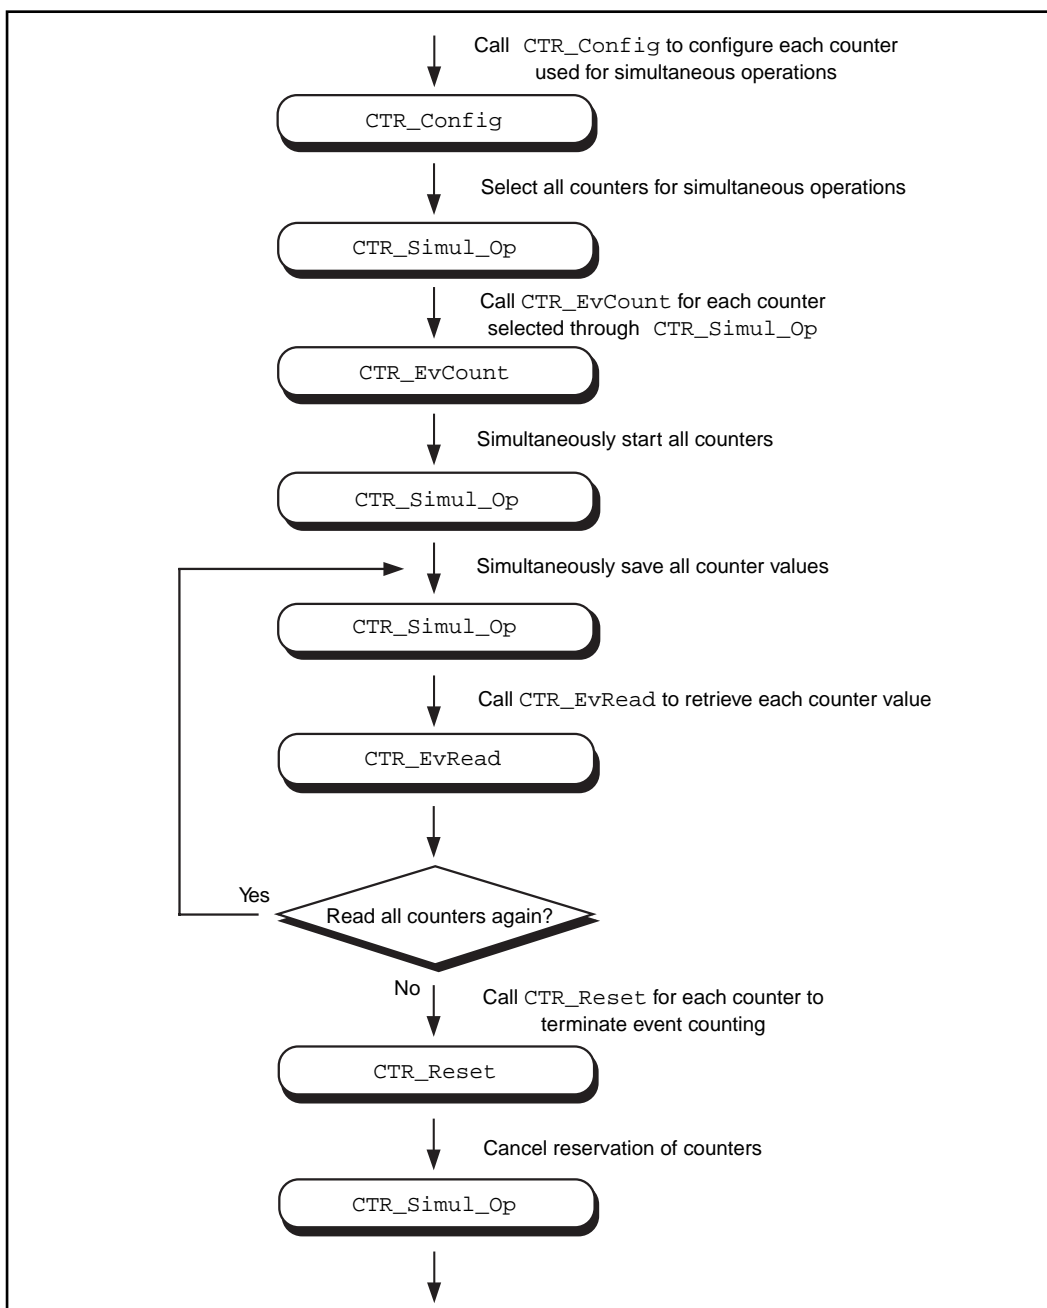 Call CTR_Config to configure each counter
used for simultaneous operations
CTR_Config
Select all counters for simultaneous operations
CTR_Simul_Op
Call CTR_EvCount for each counter
selected through CTR_Simul_Op
CTR_EvCount
Simultaneously start all counters
CTR_Simul_Op
Simultaneously save all counter values
CTR_Simul_Op
Call CTR_EvRead to retrieve each counter value
CTR_EvRead
Yes
Read all counters again?
No
Call CTR_Reset for each counter to
terminate event counting
CTR_Reset
Cancel reservation of counters
CTR_Simul_Op